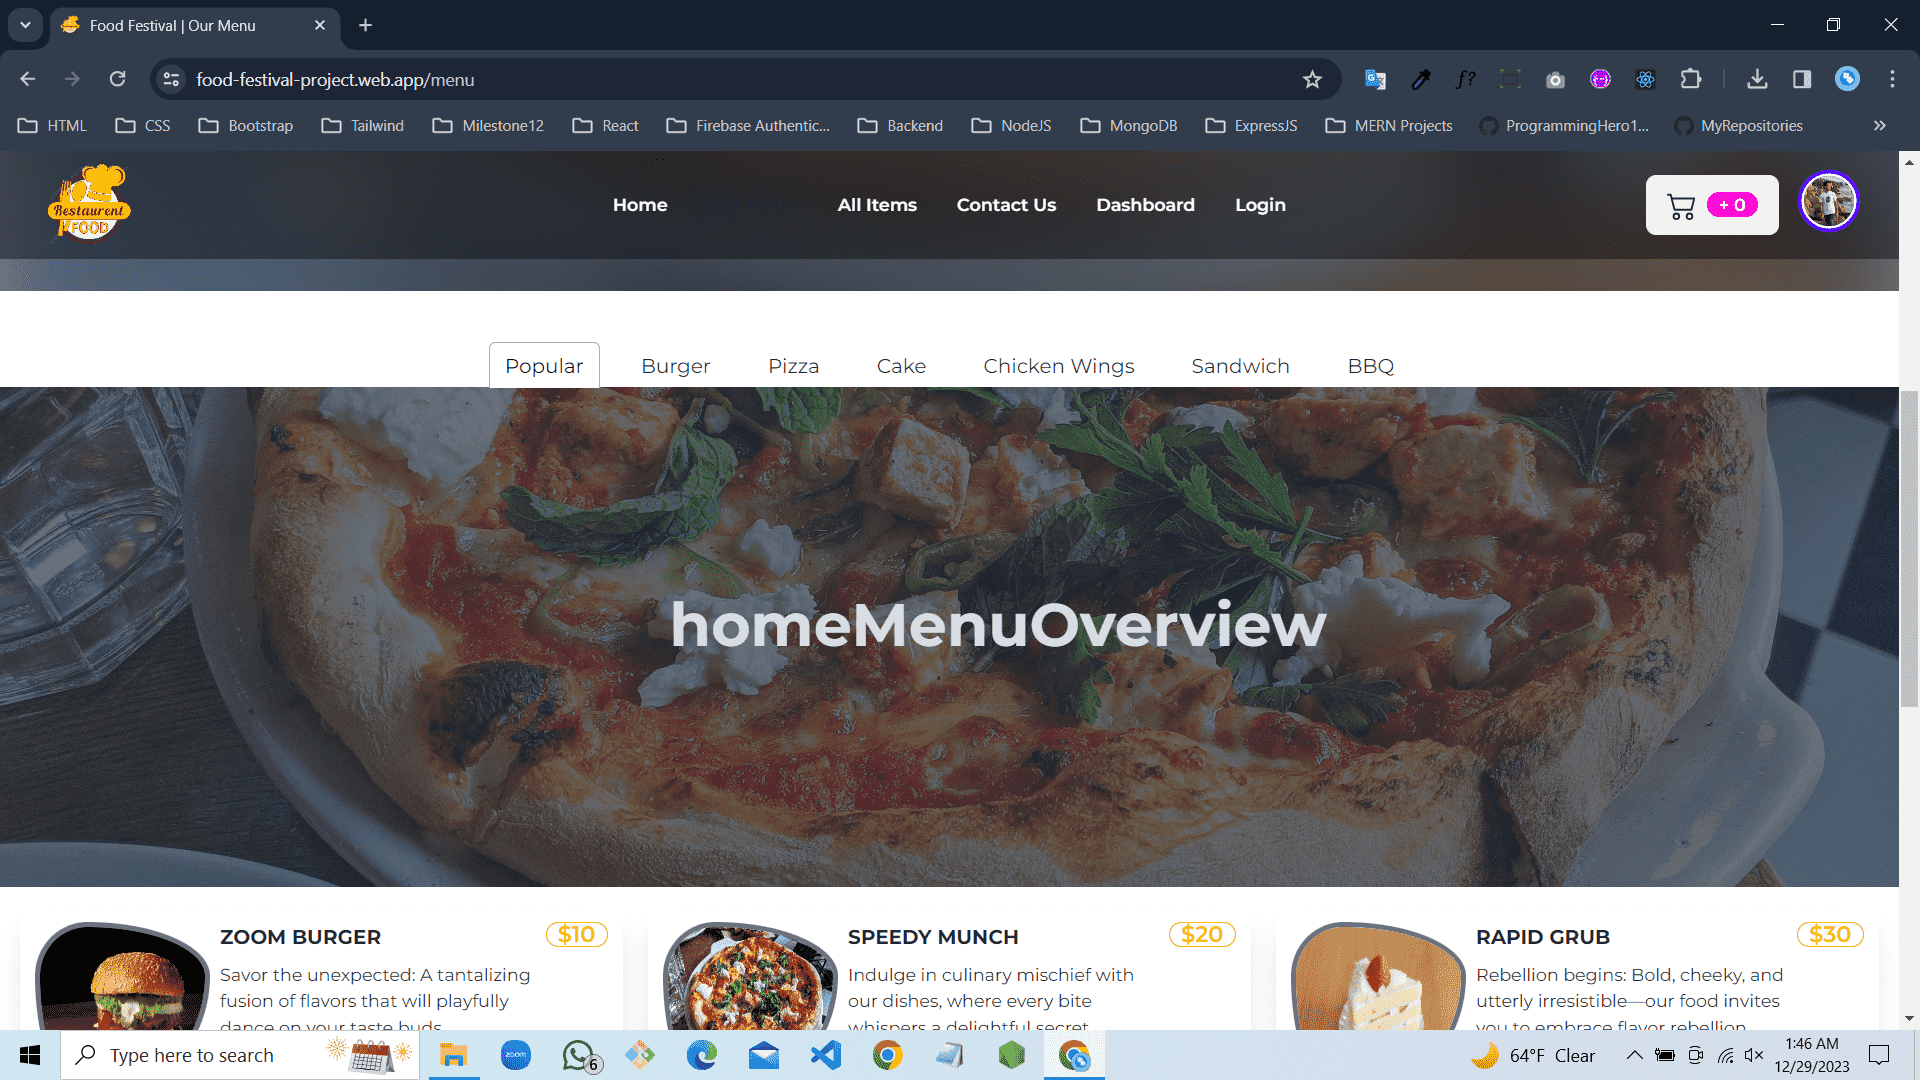 Food Festival | Our Menu
food-festival-project.web.app/menu
HTML CSS Bootstrap Tailwind Milestone12 React Firebase Authentic... Backend NodeJS MongoDB ExpressJS MERN Projects ProgrammingHero1... MyRepositories
Restaurent
FOOD
Home Our Menu All Items Contact Us Dashboard Login
+ 0
Popular Burger Pizza Cake Chicken Wings Sandwich BBQ
homeMenuOverview
ZOOM BURGER $10
Savor the unexpected: A tantalizing
fusion of flavors that will playfully
dance on your taste buds
SPEEDY MUNCH $20
Indulge in culinary mischief with
our dishes, where every bite
whispers a delightful secret
RAPID GRUB $30
Rebellion begins: Bold, cheeky, and
utterly irresistible—our food invites
you to embrace flavor rebellion
Type here to search
zoom
6
64°F Clear
1:46 AM
12/29/2023